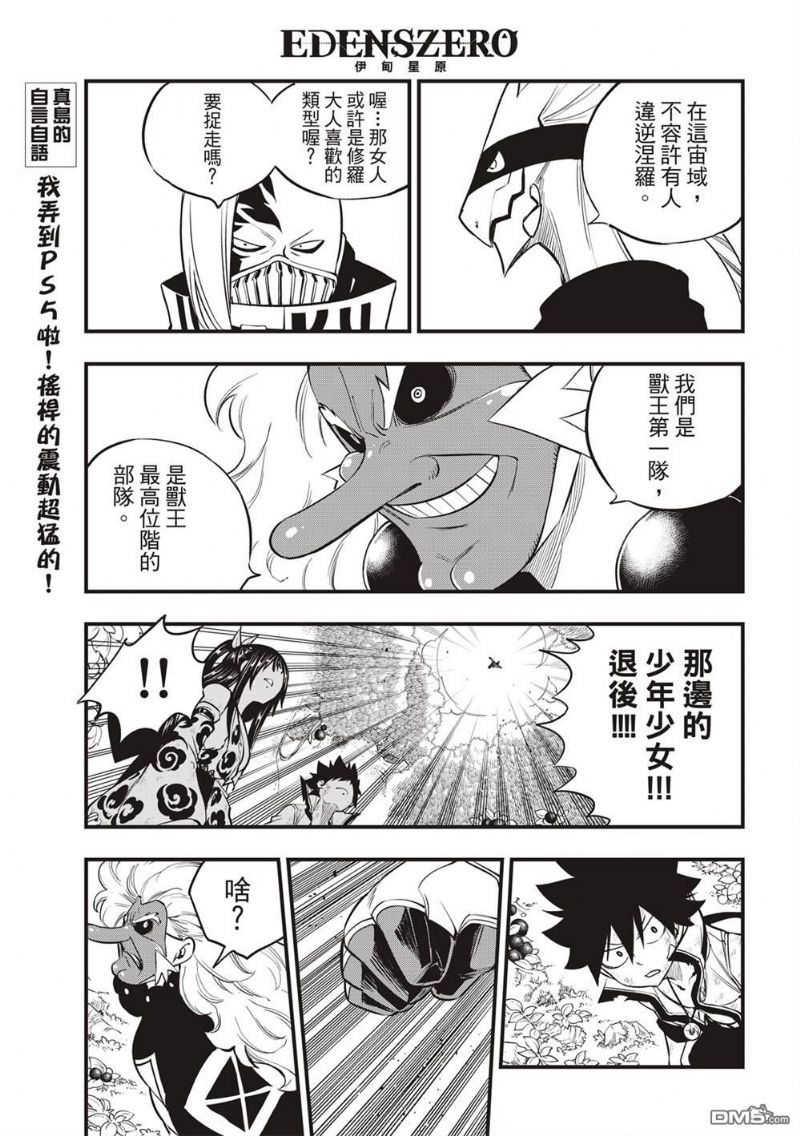 EDENSZERO
伊甸星原
真島的
自言自語
我弄到PS5啦！搖桿的震動超猛的！
在這宙域，
不容許有人
違逆涅羅。
喔…那女人
或許是修羅
大人喜歡的
類型喔？
要捉走嗎？
我們是
獸王第一隊，
是獸王
最高位階的
部隊。
那邊的
少年少女!!!
退後!!!!
!!
啥？
DM5.com